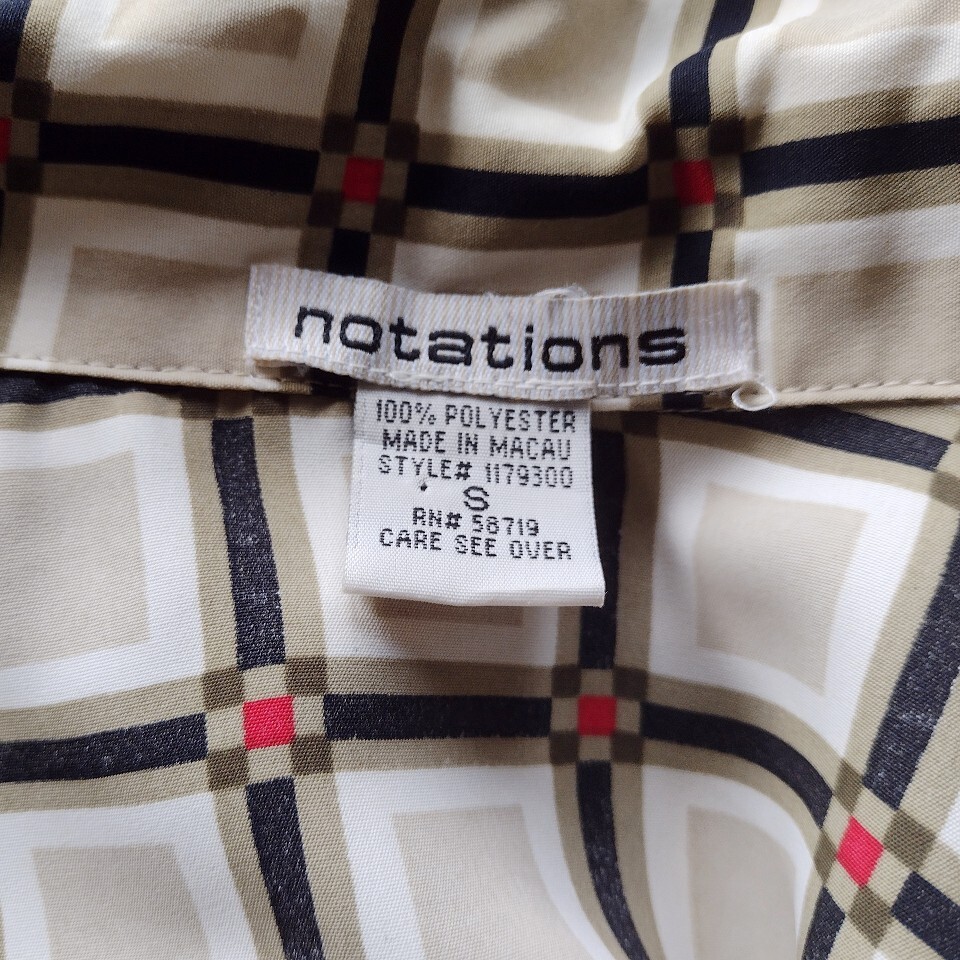 notations
100% POLYESTER
MADE IN MACAU
STYLE# 1179300
S
RN# 58719
CARE SEE OVER